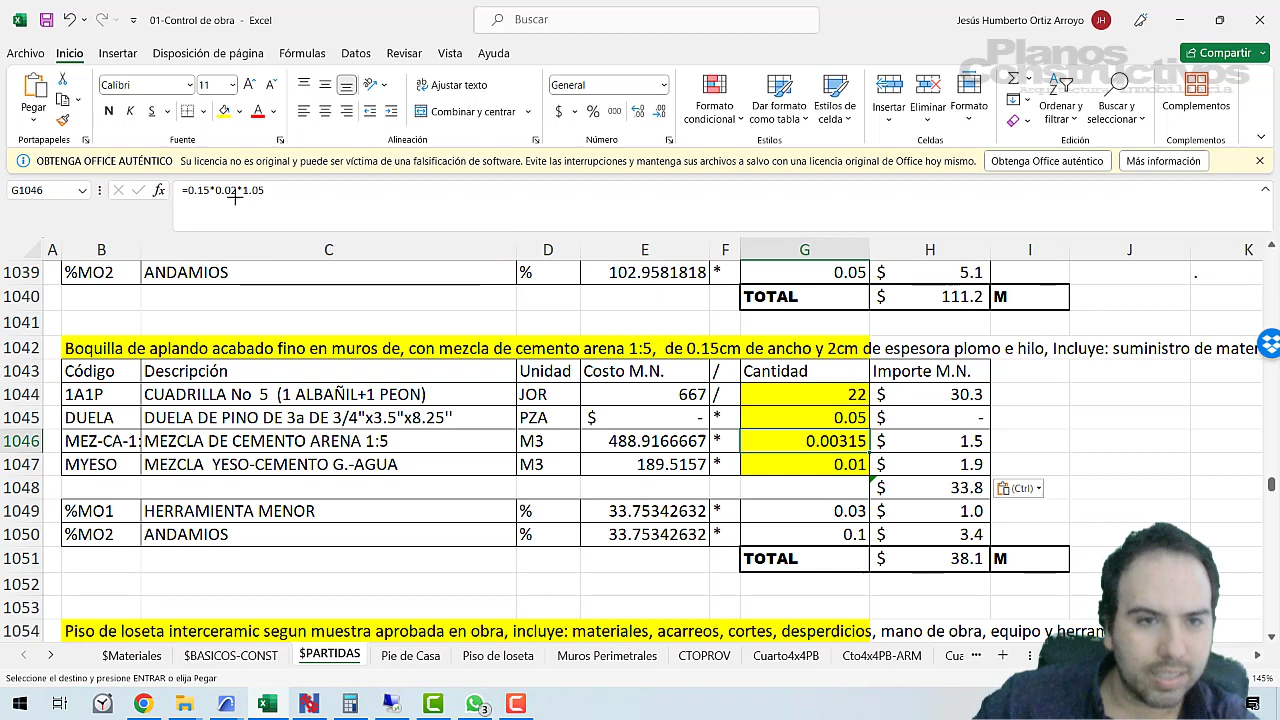 01-Control de obra - Excel
Buscar
Jesús Humberto Ortiz Arroyo JH
Archivo Inicio Insertar Disposición de página Fórmulas Datos Revisar Vista Ayuda
Compartir
Planos
Constructivos
Pegar
Calibri 11
N K S
Ajustar texto
Combinar y centrar
General
$ % 000
Formato condicional
Dar formato como tabla
Estilos de celda
Insertar Eliminar Formato
Ordenar y filtrar
Buscar y seleccionar
Complementos
Portapapeles Fuente Alineación Número Estilos Celdas Edición Complementos
OBTENGA OFFICE AUTÉNTICO Su licencia no es original y puede ser víctima de una falsificación de software. Evite las interrupciones y mantenga sus archivos a salvo con una licencia original de Office hoy mismo. Obtenga Office auténtico Más información
G1046 fx =0.15*0.02*1.05
A B C D E F G H I J K
1039 %MO2 ANDAMIOS % 102.9581818 * 0.05 $ 5.1 .
1040 TOTAL $ 111.2 M
1041
1042 Boquilla de aplando acabado fino en muros de, con mezcla de cemento arena 1:5, de 0.15cm de ancho y 2cm de espesora plomo e hilo, Incluye: suministro de mater
1043 Código Descripción Unidad Costo M.N. / Cantidad Importe M.N.
1044 1A1P CUADRILLA No 5 (1 ALBAÑIL+1 PEON) JOR 667 / 22 $ 30.3
1045 DUELA DUELA DE PINO DE 3a DE 3/4"x3.5"x8.25'' PZA $ - * 0.05 $ -
1046 MEZ-CA-1: MEZCLA DE CEMENTO ARENA 1:5 M3 488.9166667 * 0.00315 $ 1.5
1047 MYESO MEZCLA YESO-CEMENTO G.-AGUA M3 189.5157 * 0.01 $ 1.9
1048 $ 33.8 (Ctrl)
1049 %MO1 HERRAMIENTA MENOR % 33.75342632 * 0.03 $ 1.0
1050 %MO2 ANDAMIOS % 33.75342632 * 0.1 $ 3.4
1051 TOTAL $ 38.1 M
1052
1053
1054 Piso de loseta interceramic segun muestra aprobada en obra, incluye: materiales, acarreos, cortes, desperdicios, mano de obra, equipo y herran
$Materiales $BASICOS-CONST $PARTIDAS Pie de Casa Piso de loseta Muros Perimetrales CTOPROV Cuarto4x4PB Cto4x4PB-ARM Cua
Seleccione el destino y presione ENTRAR o elija Pegar
145%
3